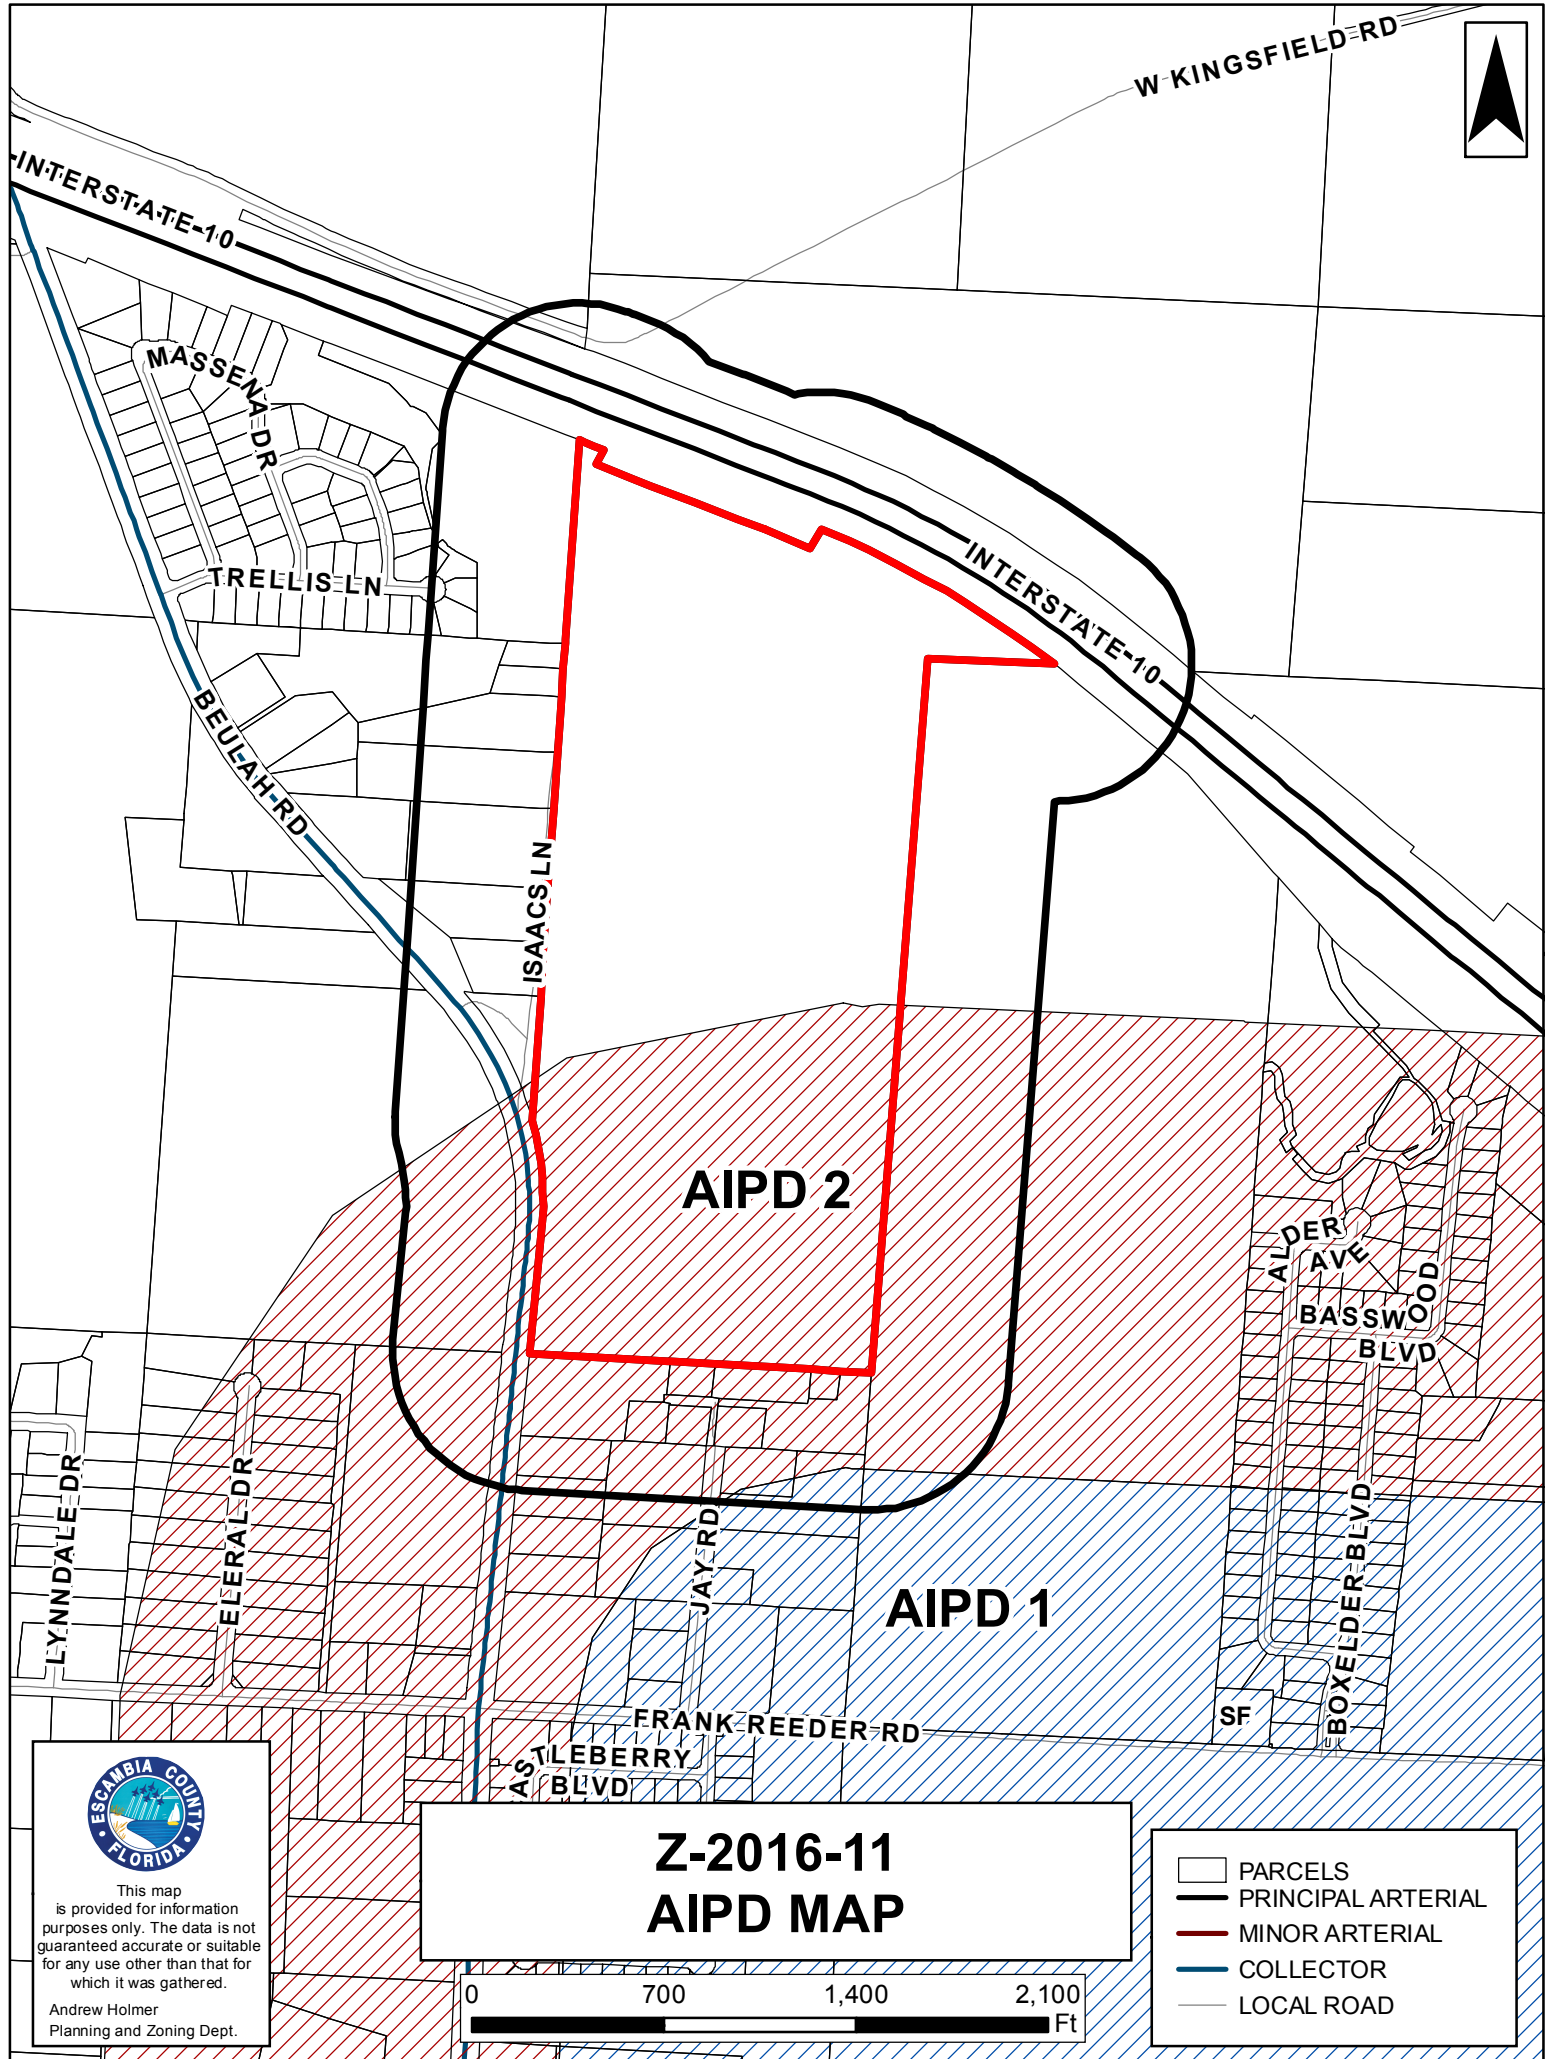 W KINGSFIELD RD
INTERSTATE 10
MASSENA DR
TRELLIS LN
INTERSTATE 10
BEULAH RD
ISAACS LN
AIPD 2
ALDER
AVE
BASSWOOD
BLVD
LYNNDALE DR
ELERAL DR
JAY RD
BOXELDER BLVD
AIPD 1
SF
FRANK REEDER RD
ASTLEBERRY
BLVD
ESCAMBIA COUNTY
FLORIDA
This map
is provided for information
purposes only. The data is not
guaranteed accurate or suitable
for any use other than that for
which it was gathered.
Andrew Holmer
Planning and Zoning Dept.
Z-2016-11
AIPD MAP
0 700 1,400 2,100
Ft
PARCELS
PRINCIPAL ARTERIAL
MINOR ARTERIAL
COLLECTOR
LOCAL ROAD